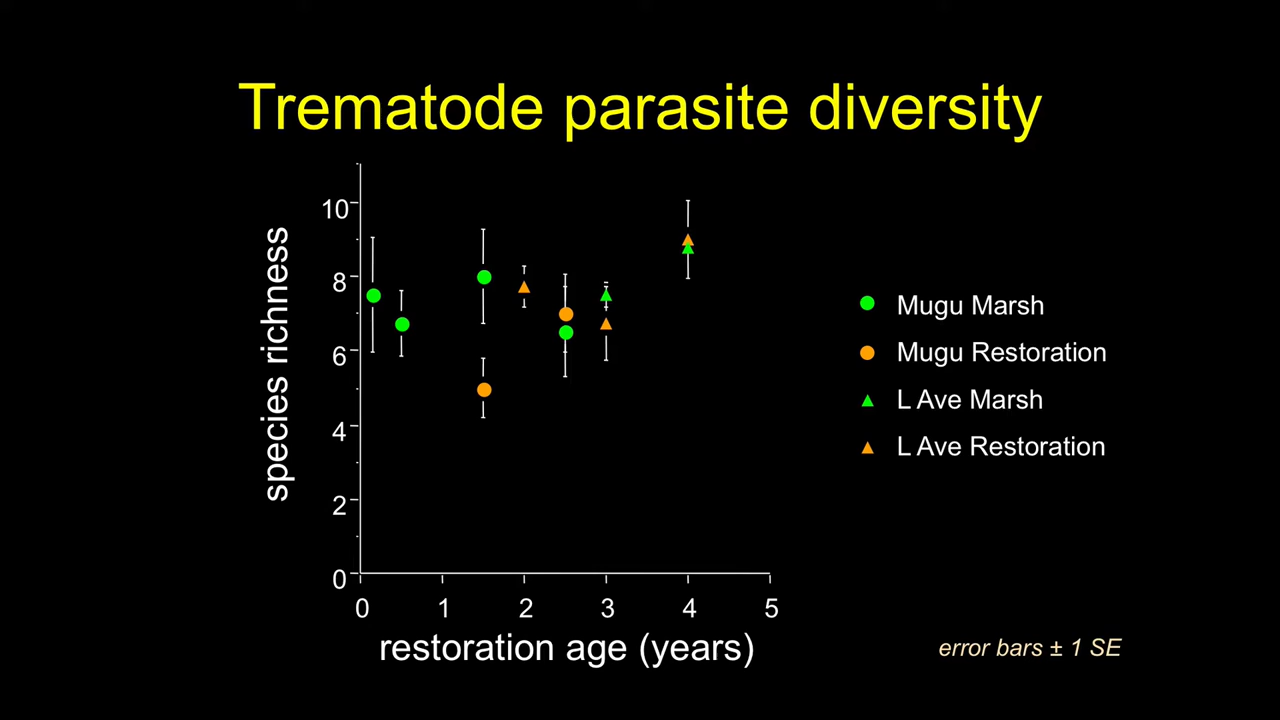 Trematode parasite diversity
species richness
10
8
6
4
2
0
0 1 2 3 4 5
restoration age (years)
Mugu Marsh
Mugu Restoration
L Ave Marsh
L Ave Restoration
error bars ± 1 SE